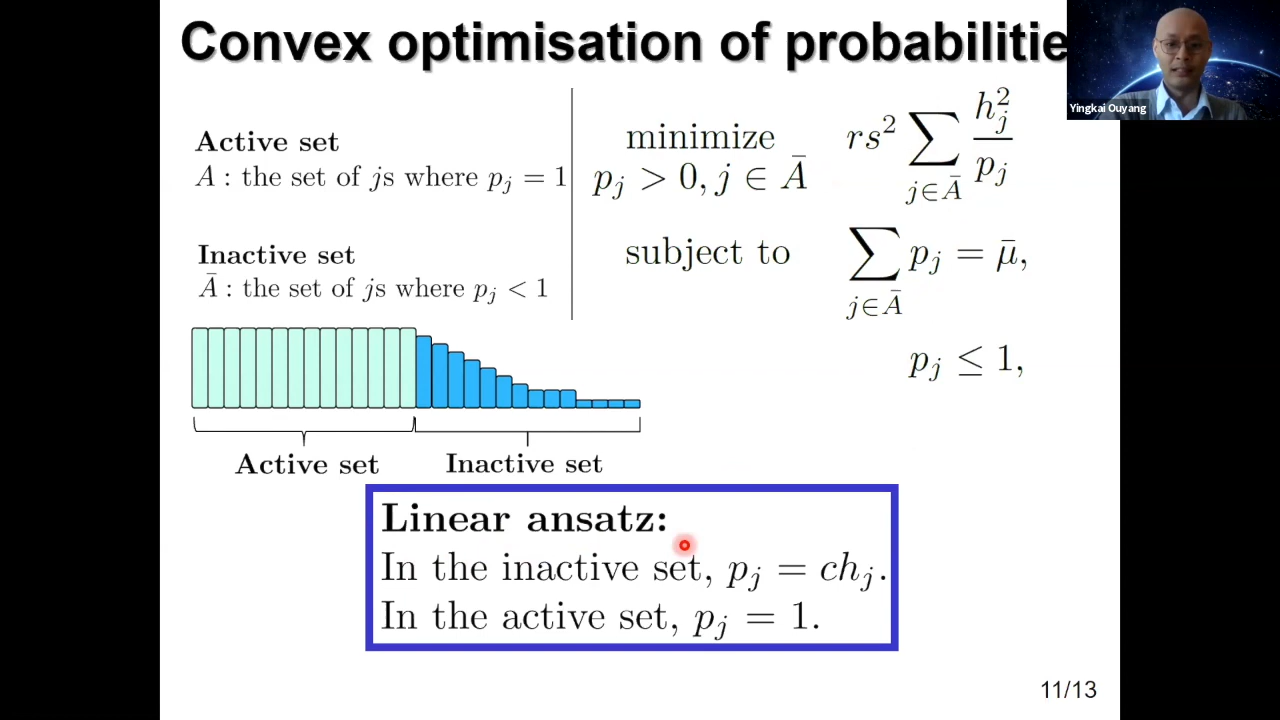 Convex optimisation of probabilitie
Yingkai Ouyang
Active set
A : the set of js where p_j = 1
Inactive set
Ā : the set of js where p_j < 1
minimize rs² ∑_{j∈Ā} h_j²/p_j
p_j > 0, j ∈ Ā
subject to ∑_{j∈Ā} p_j = μ̄,
p_j ≤ 1,
Active set Inactive set
Linear ansatz:
In the inactive set, p_j = ch_j.
In the active set, p_j = 1.
11/13